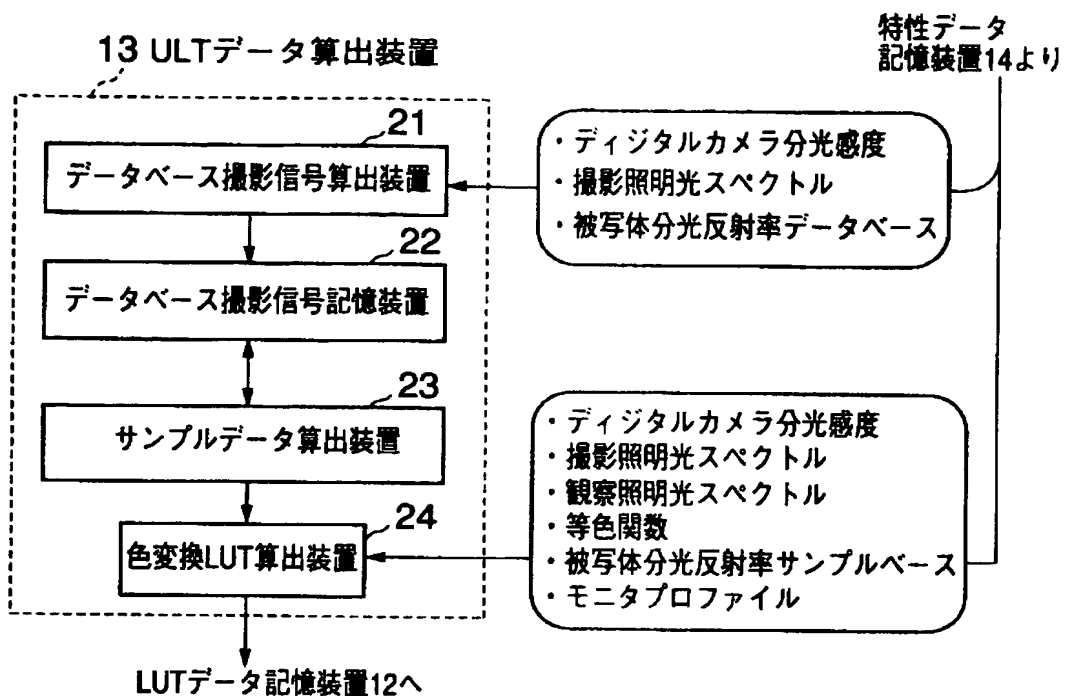 13 ULTデータ算出装置
特性データ
記憶装置14より
21
データベース撮影信号算出装置
・ディジタルカメラ分光感度
・撮影照明光スペクトル
・被写体分光反射率データベース
22
データベース撮影信号記憶装置
23
サンプルデータ算出装置
・ディジタルカメラ分光感度
・撮影照明光スペクトル
・観察照明光スペクトル
・等色関数
・被写体分光反射率サンプルベース
・モニタプロファイル
24
色変換LUT算出装置
LUTデータ記憶装置12へ